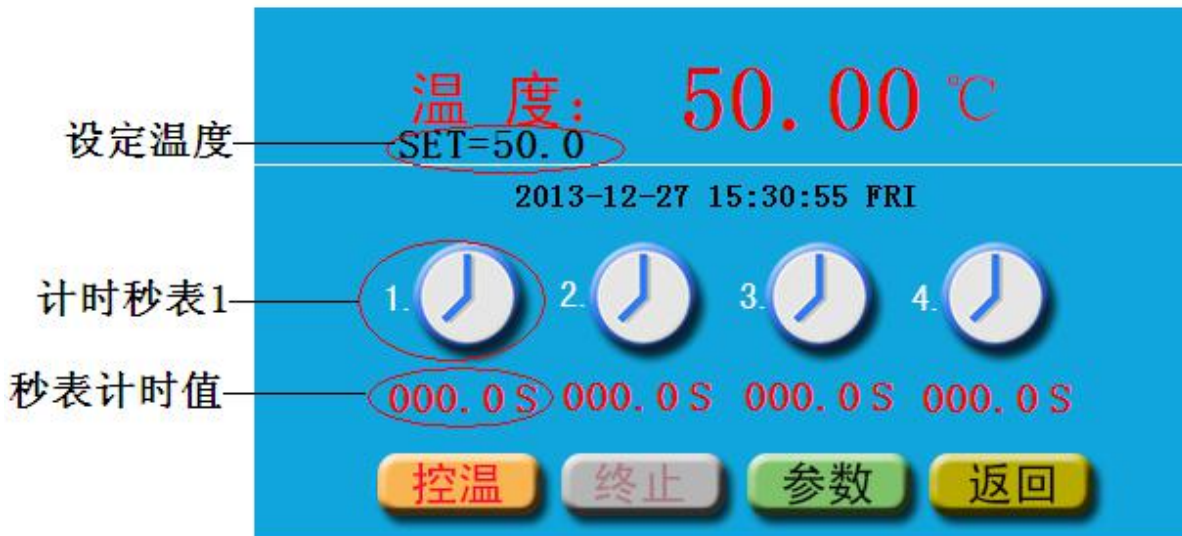 温 度： 50.00 ℃
设定温度
SET=50.0
2013-12-27 15:30:55 FRI
计时秒表1
1. 2. 3. 4.
秒表计时值
000.0S 000.0S 000.0S 000.0S
控温 终止 参数 返回